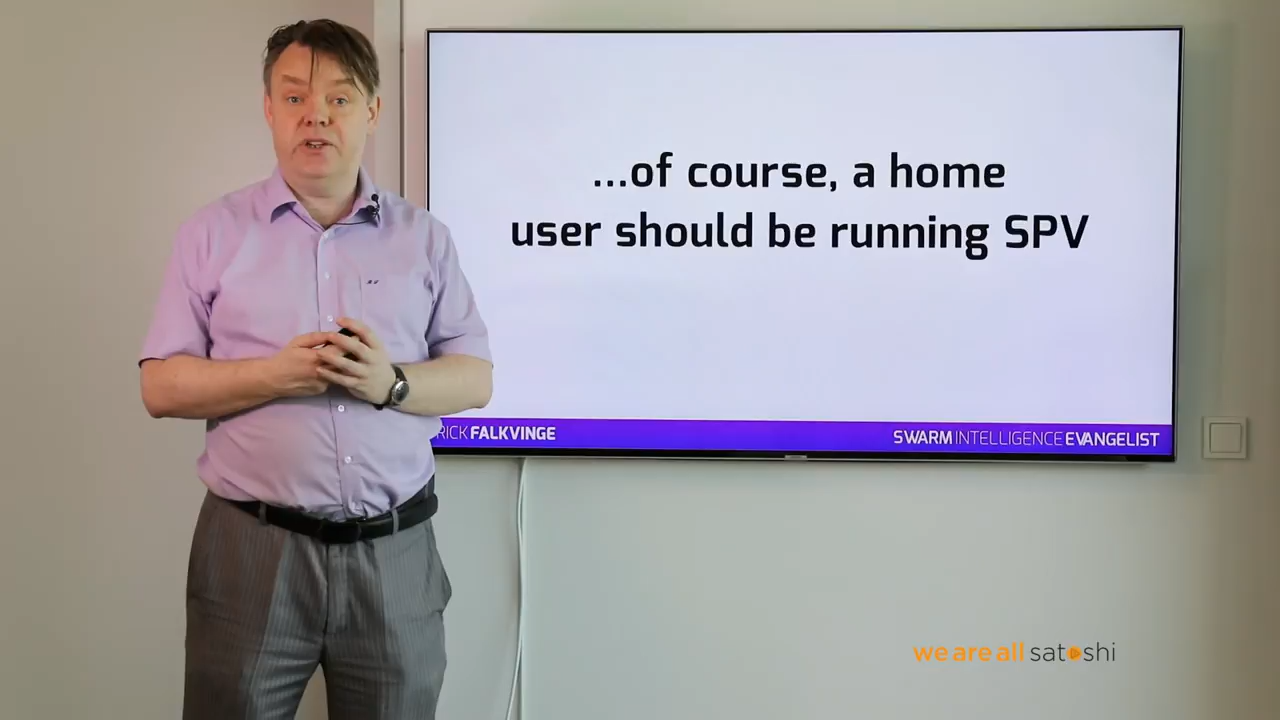 ...of course, a home
user should be running SPV
RICK FALKVINGE
SWARM INTELLIGENCE EVANGELIST
we are all satoshi